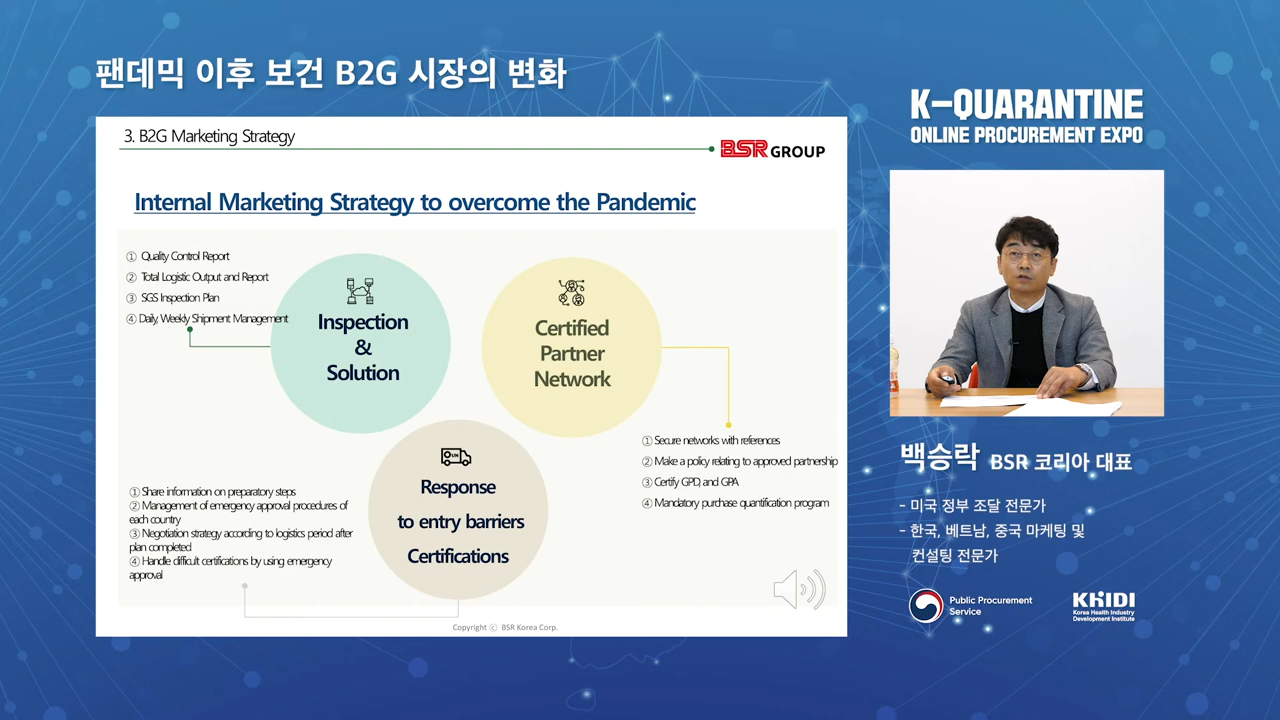 팬데믹 이후 보건 B2G 시장의 변화
3. B2G Marketing Strategy
BSR GROUP
Internal Marketing Strategy to overcome the Pandemic
① Quality Control Report
② Total Logistic Output and Report
③ SGS Inspection Plan
④ Daily, Weekly Shipment Management
Inspection
&
Solution
Certified
Partner
Network
① Secure networks with references
② Make a policy relating to approved partnership
③ Certify GPD, and GPA
④ Mandatory purchase quantification program
UN
Response
to entry barriers
Certifications
① Share information on preparatory steps
② Management of emergency approval procedures of
each country
③ Negotiation strategy according to logistics period after
plan completed
④ Handle difficult certifications by using emergency
approval
Copyright ⓒ BSR Korea Corp.
K-QUARANTINE
ONLINE PROCUREMENT EXPO
백승락 BSR 코리아 대표
- 미국 정부 조달 전문가
- 한국, 베트남, 중국 마케팅 및
컨설팅 전문가
Public Procurement
Service
KHIDI
Korea Health Industry
Development Institute